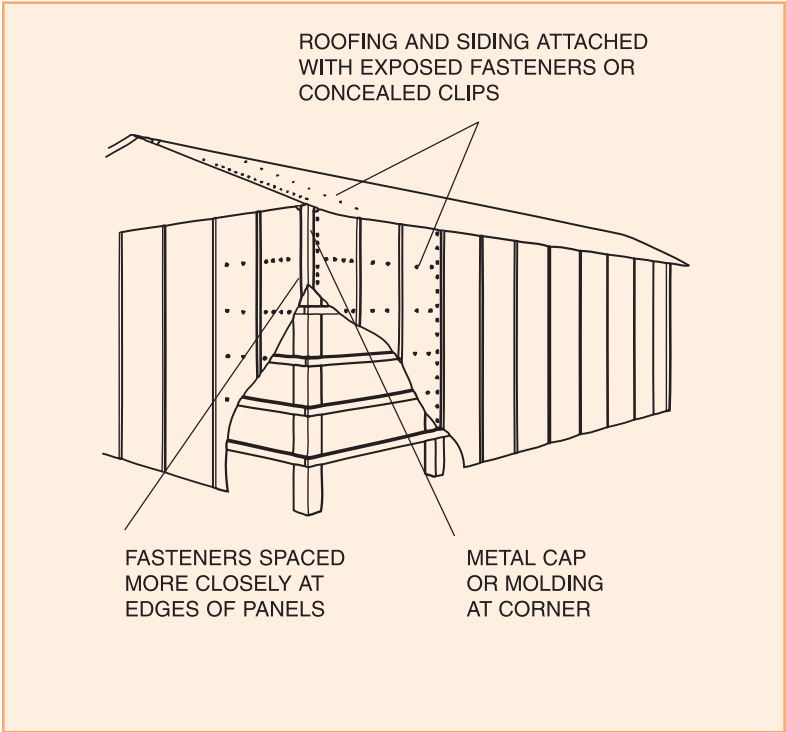 ROOFING AND SIDING ATTACHED
WITH EXPOSED FASTENERS OR
CONCEALED CLIPS
FASTENERS SPACED
MORE CLOSELY AT
EDGES OF PANELS
METAL CAP
OR MOLDING
AT CORNER